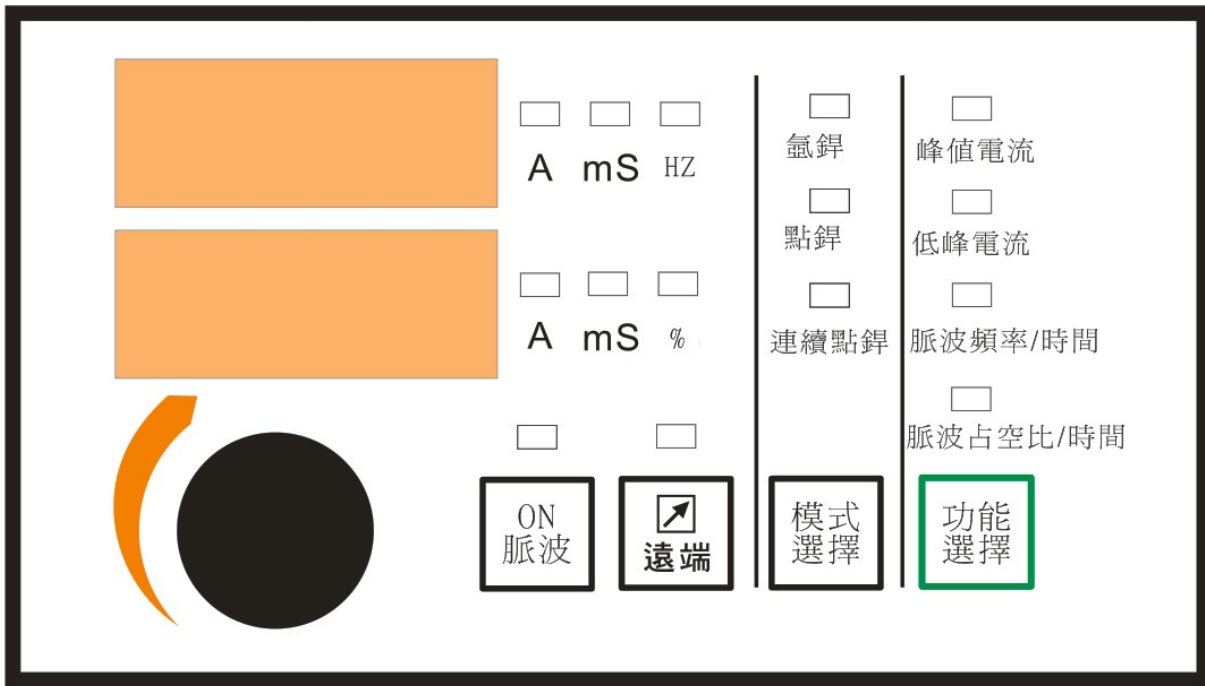 A mS HZ
氬銲
峰值電流
點銲
低峰電流
A mS %
連續點銲
脈波頻率/時間
脈波占空比/時間
ON
脈波
遠端
模式
選擇
功能
選擇